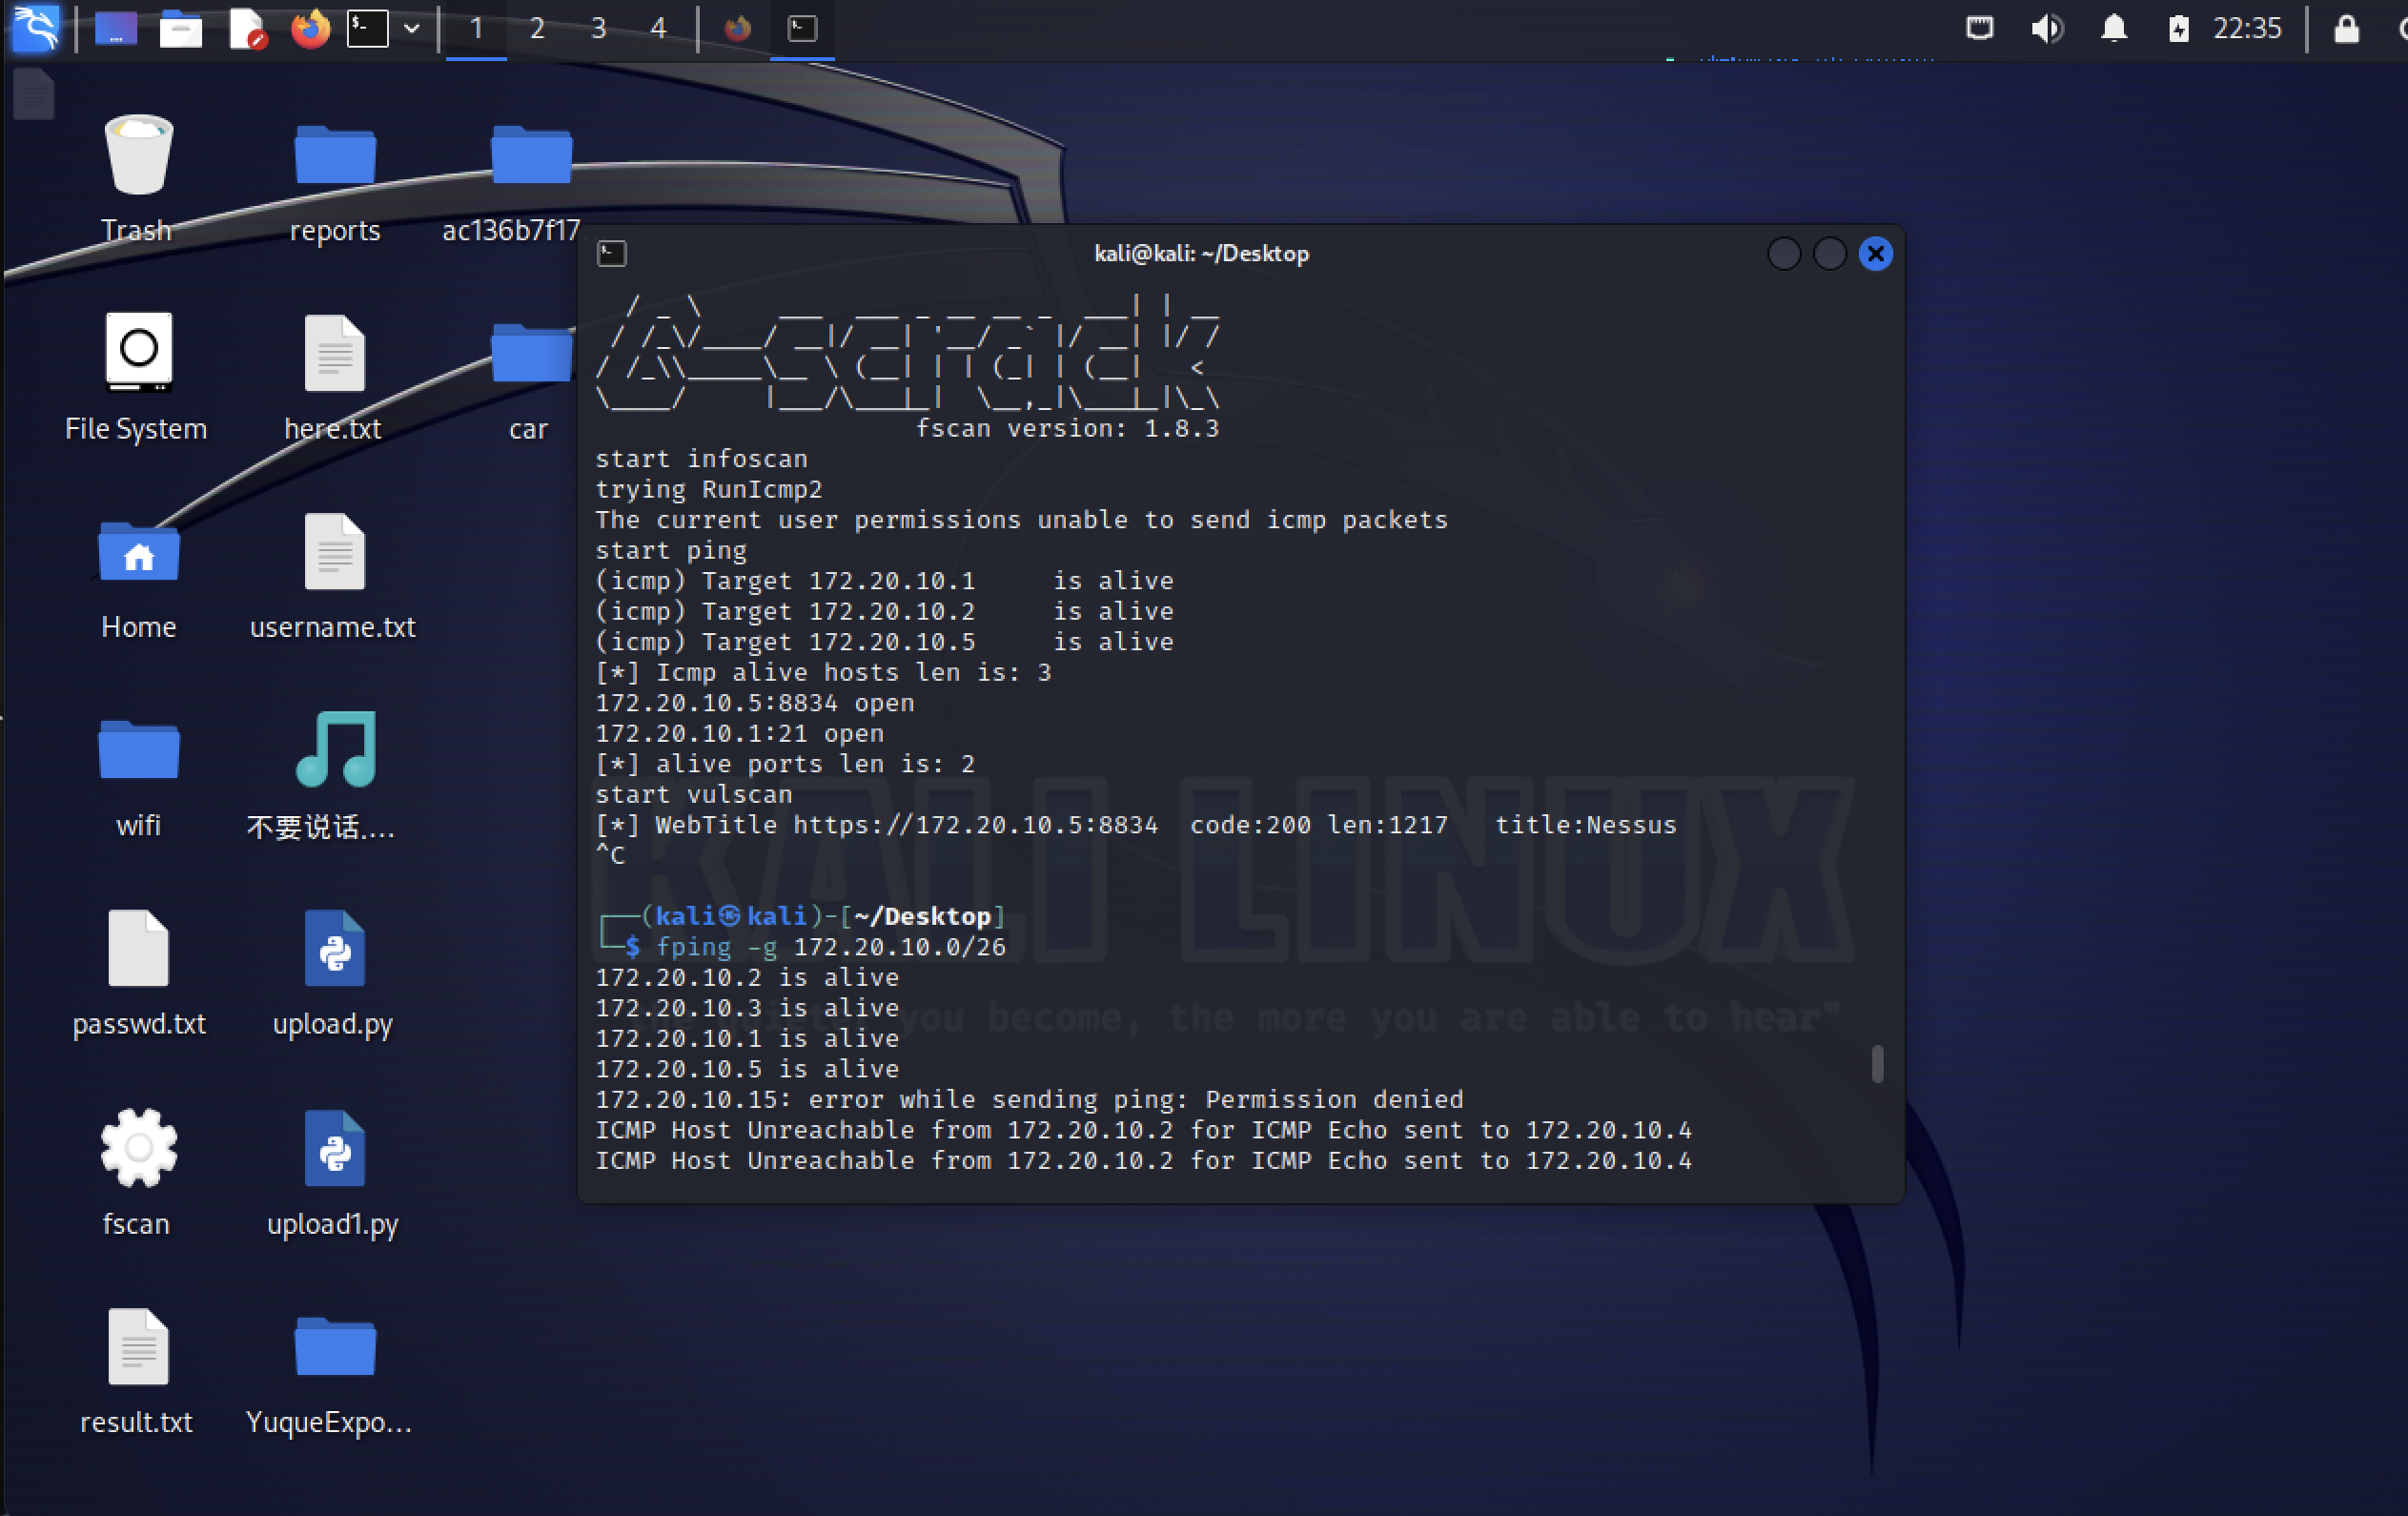 1 2 3 4
22:35
Trash
reports
ac136b7f17...
File System
here.txt
car
Home
username.txt
wifi
不要说话....
passwd.txt
upload.py
fscan
upload1.py
result.txt
YuqueExpo...
kali@kali: ~/Desktop
fscan version: 1.8.3
start infoscan
trying RunIcmp2
The current user permissions unable to send icmp packets
start ping
(icmp) Target 172.20.10.1 is alive
(icmp) Target 172.20.10.2 is alive
(icmp) Target 172.20.10.5 is alive
[*] Icmp alive hosts len is: 3
172.20.10.5:8834 open
172.20.10.1:21 open
[*] alive ports len is: 2
start vulscan
[*] WebTitle https://172.20.10.5:8834 code:200 len:1217 title:Nessus
^C
┌──(kali㉿kali)-[~/Desktop]
└─$ fping -g 172.20.10.0/26
172.20.10.2 is alive
172.20.10.3 is alive
172.20.10.1 is alive
172.20.10.5 is alive
172.20.10.15: error while sending ping: Permission denied
ICMP Host Unreachable from 172.20.10.2 for ICMP Echo sent to 172.20.10.4
ICMP Host Unreachable from 172.20.10.2 for ICMP Echo sent to 172.20.10.4
KALI LINUX
you become, the more you are able to hear"